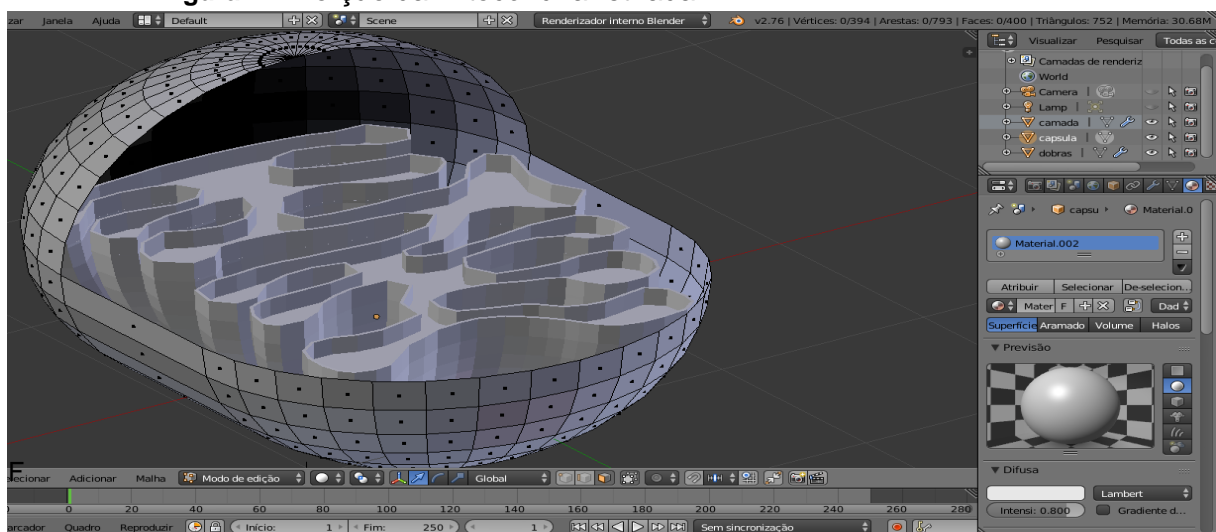 Janela Ajuda Default Scene Renderizador interno Blender v2.76 | Vértices: 0/394 | Arestas: 0/793 | Faces: 0/400 | Triângulos: 752 | Memória: 30.68M
Visualizar Pesquisar Todas as c
Camadas de renderiz
World
Camera
Lamp
camada
capsula
dobras
capsu Material.0
Material.002
Atribuir Selecionar De-selecion...
Mater F Dad
Superfície Aramado Volume Halos
Previsão
Difusa
Lambert
Intensi: 0.800 Gradiente d...
F
elecionar Adicionar Malha Modo de edição Global
0 20 40 60 80 100 120 140 160 180 200 220 240 260 280
arcador Quadro Reproduzir Início: 1 Fim: 250 1 Sem sincronização